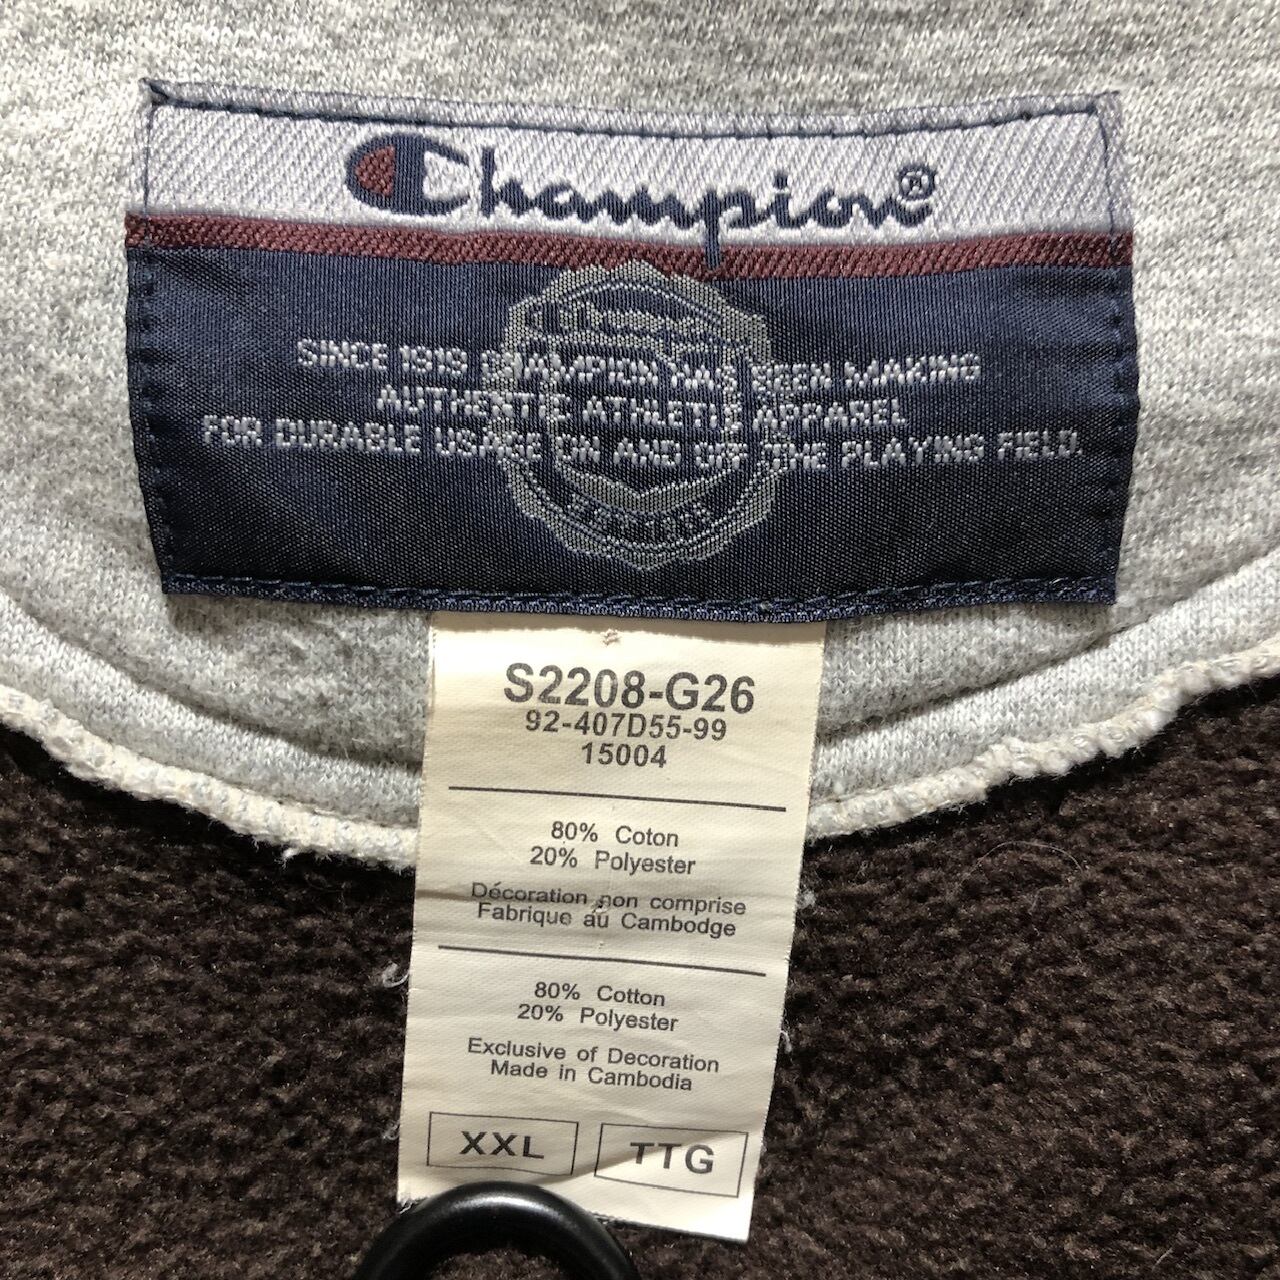 Champion®
Champion
SINCE 1919 CHAMPION HAS BEEN MAKING
AUTHENTIC ATHLETIC APPAREL
FOR DURABLE USAGE ON AND OFF THE PLAYING FIELD.
S2208-G26
92-407D55-99
15004
80% Coton
20% Polyester
Décoration non comprise
Fabrique au Cambodge
80% Cotton
20% Polyester
Exclusive of Decoration
Made in Cambodia
XXL TTG